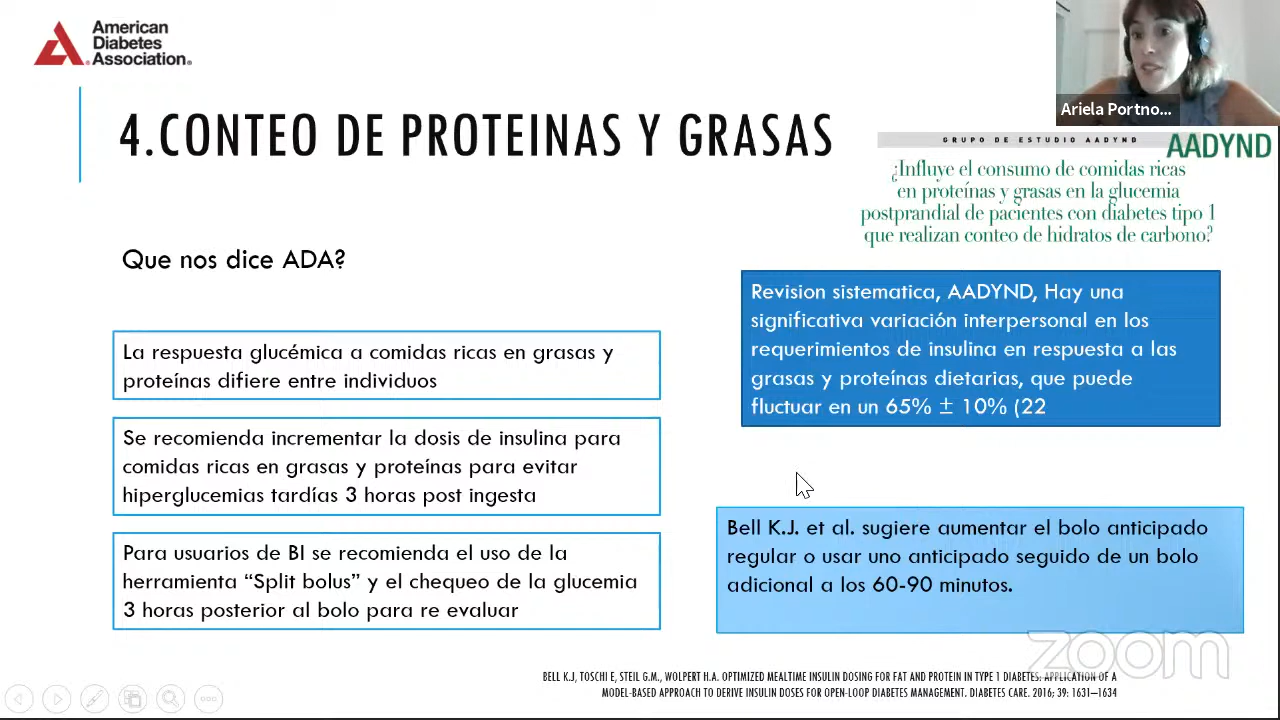 American
Diabetes
Association.
Ariela Portno...
4.CONTEO DE PROTEINAS Y GRASAS
GRUPO DE ESTUDIO AADYND
AADYND
¿Influye el consumo de comidas ricas
en proteínas y grasas en la glucemia
postprandial de pacientes con diabetes tipo 1
que realizan conteo de hidratos de carbono?
Que nos dice ADA?
La respuesta glucémica a comidas ricas en grasas y
proteínas difiere entre individuos
Se recomienda incrementar la dosis de insulina para
comidas ricas en grasas y proteínas para evitar
hiperglucemias tardías 3 horas post ingesta
Para usuarios de BI se recomienda el uso de la
herramienta “Split bolus” y el chequeo de la glucemia
3 horas posterior al bolo para re evaluar
Revision sistematica, AADYND, Hay una
significativa variación interpersonal en los
requerimientos de insulina en respuesta a las
grasas y proteínas dietarias, que puede
fluctuar en un 65% ± 10% (22
Bell K.J. et al. sugiere aumentar el bolo anticipado
regular o usar uno anticipado seguido de un bolo
adicional a los 60-90 minutos.
zoom
BELL K.J, TOSCHI E, STEIL G.M., WOLPERT H.A. OPTIMIZED MEALTIME INSULIN DOSING FOR FAT AND PROTEIN IN TYPE 1 DIABETES: APPLICATION OF A
MODEL-BASED APPROACH TO DERIVE INSULIN DOSES FOR OPEN-LOOP DIABETES MANAGEMENT. DIABETES CARE. 2016; 39: 1631–1634